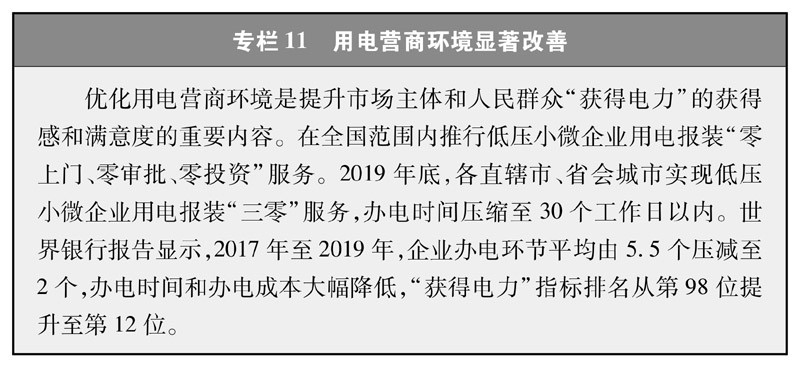 专栏 11　用电营商环境显著改善
优化用电营商环境是提升市场主体和人民群众“获得电力”的获得
感和满意度的重要内容。在全国范围内推行低压小微企业用电报装“零
上门、零审批、零投资”服务。2019 年底，各直辖市、省会城市实现低压
小微企业用电报装“三零”服务，办电时间压缩至 30 个工作日以内。世
界银行报告显示，2017 年至 2019 年，企业办电环节平均由 5. 5 个压减至
2 个，办电时间和办电成本大幅降低，“获得电力”指标排名从第 98 位提
升至第 12 位。